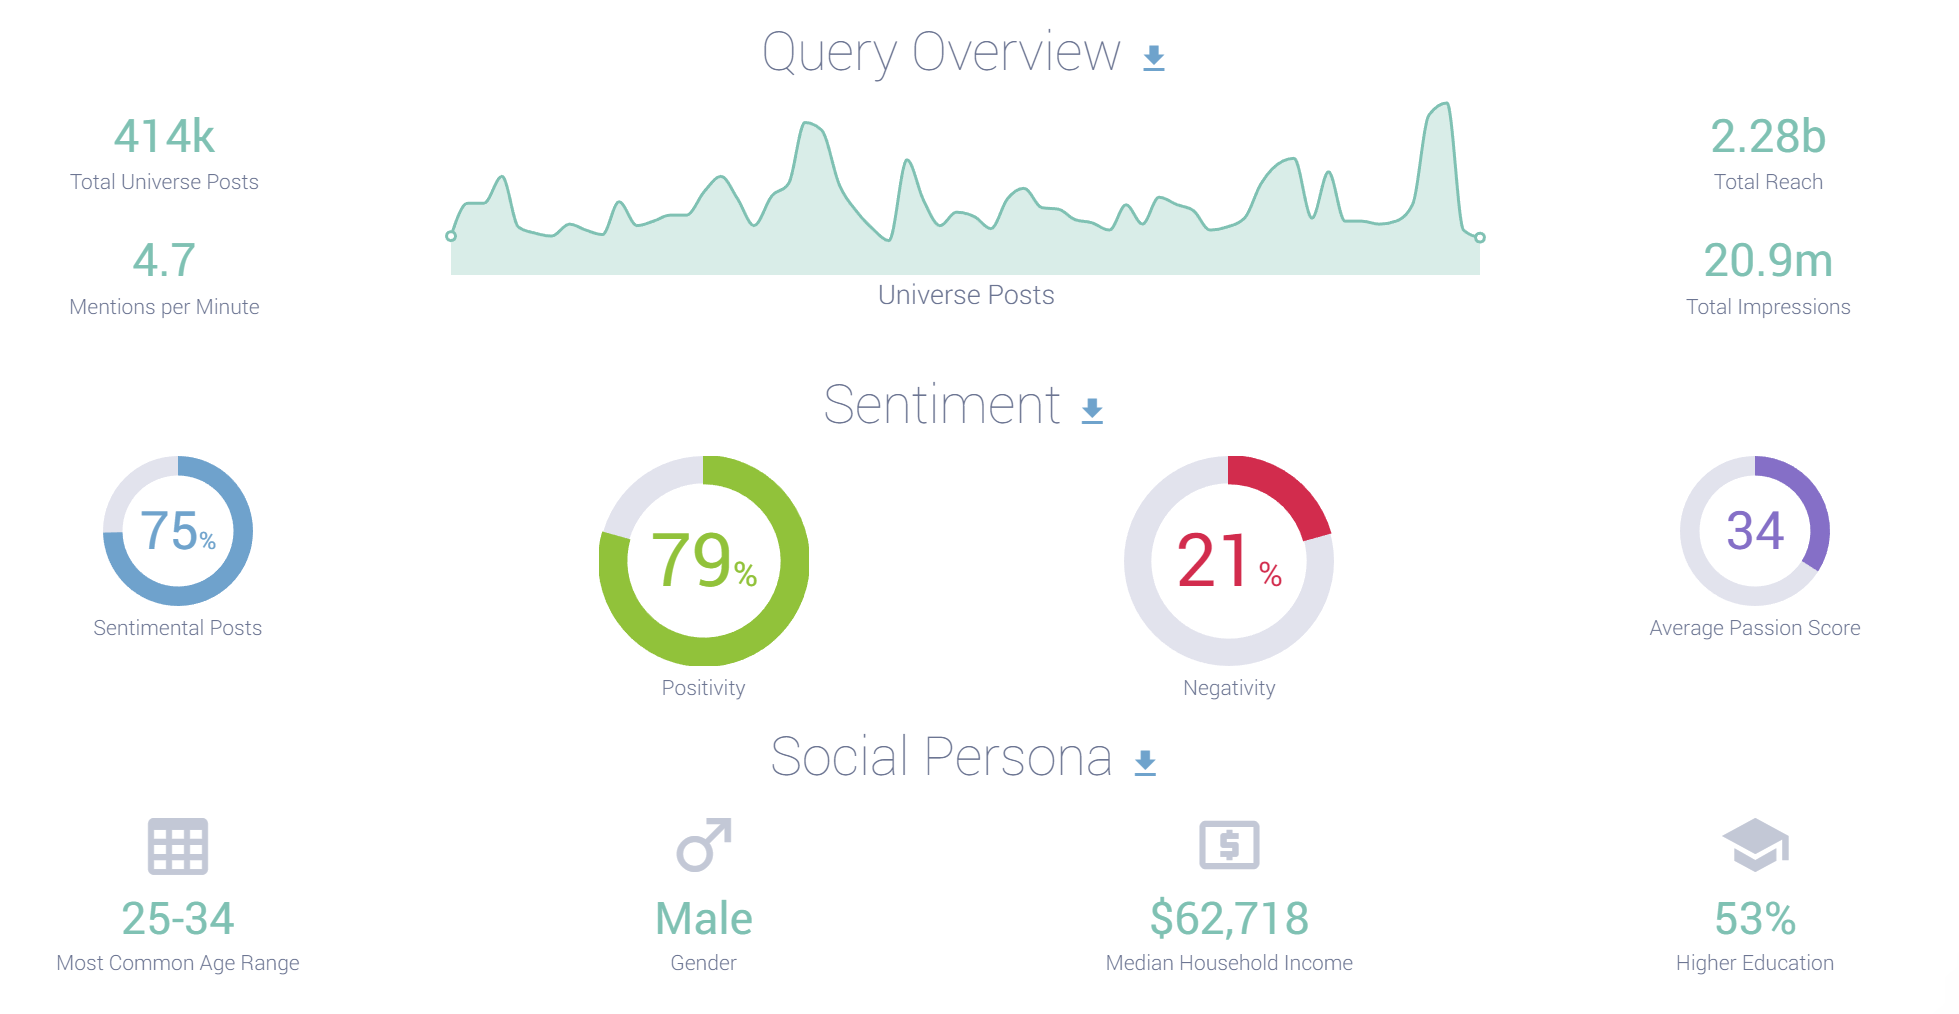 Query Overview
414k
Total Universe Posts
4.7
Mentions per Minute
Universe Posts
2.28b
Total Reach
20.9m
Total Impressions
Sentiment
75%
Sentimental Posts
79%
Positivity
21%
Negativity
34
Average Passion Score
Social Persona
25-34
Most Common Age Range
Male
Gender
$
$62,718
Median Household Income
53%
Higher Education